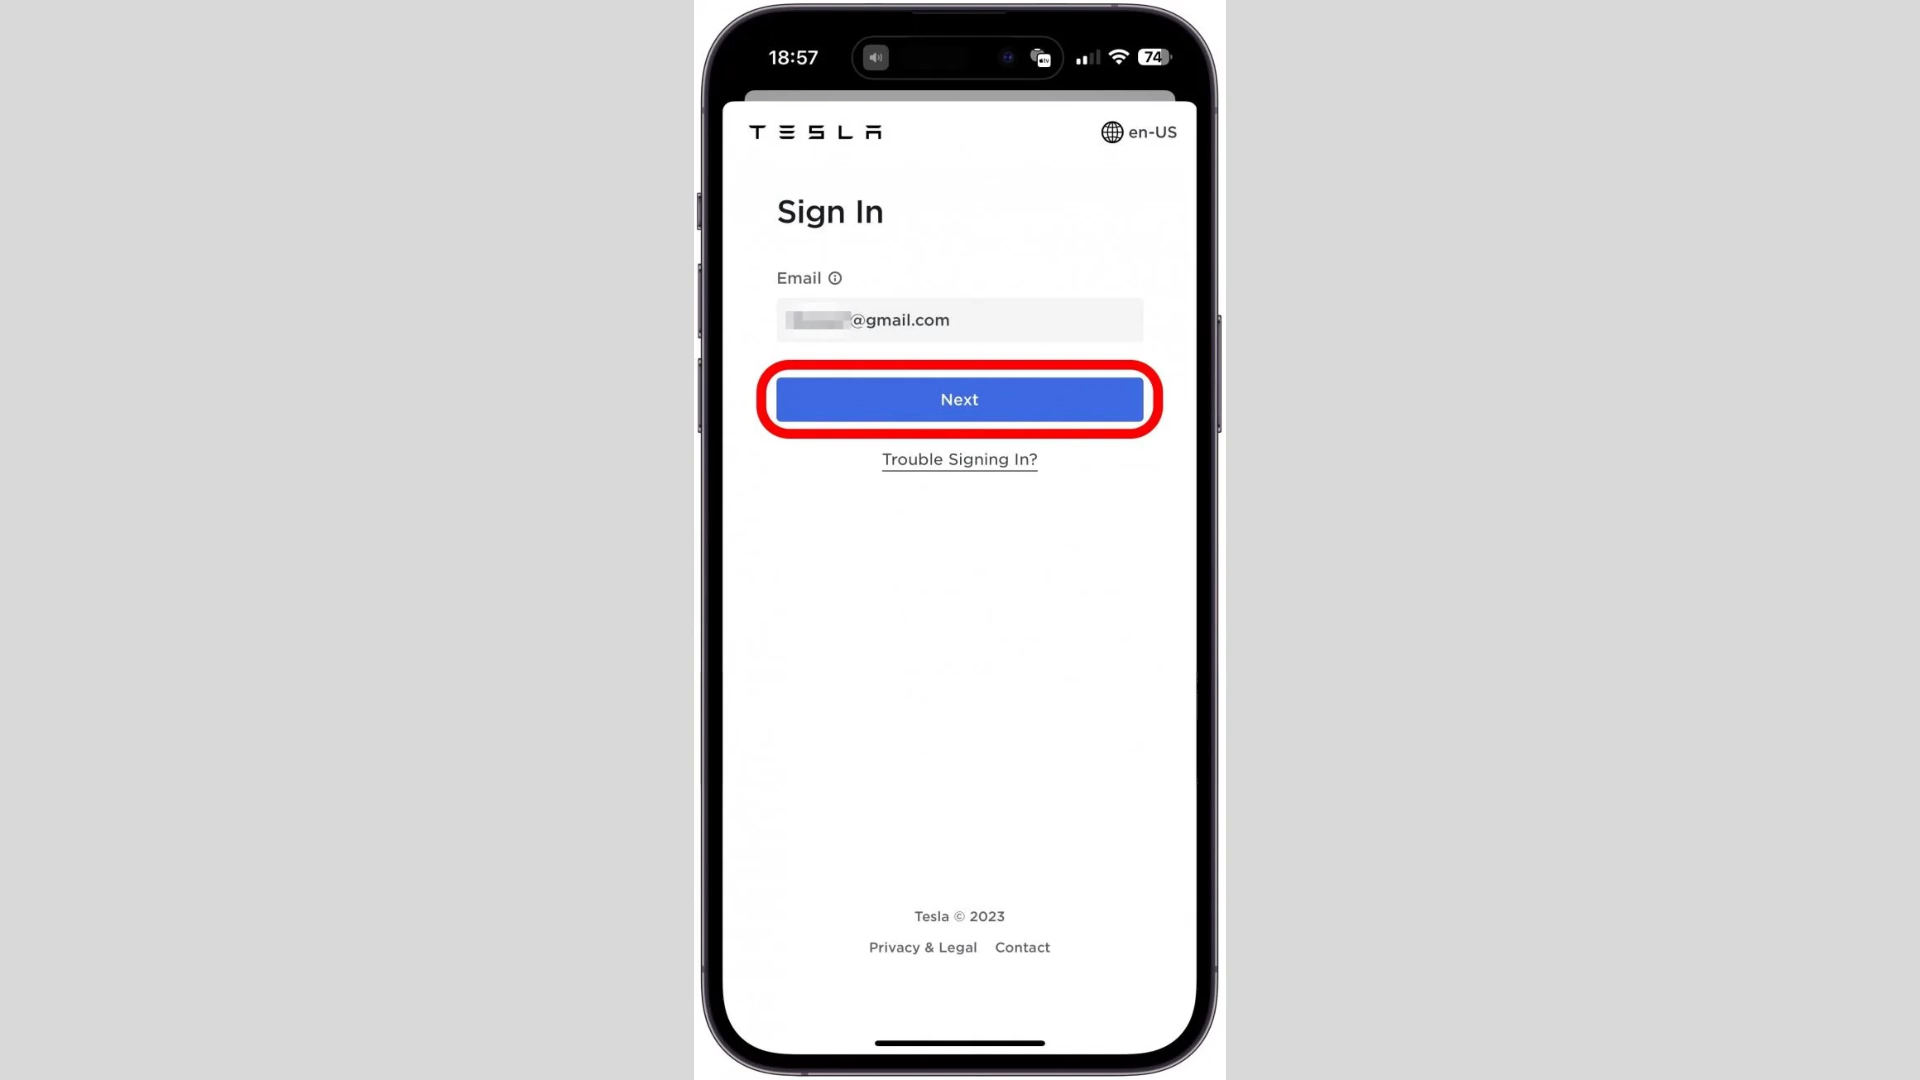 18:57
74
TESLA
en-US
Sign In
Email
@gmail.com
Next
Trouble Signing In?
Tesla © 2023
Privacy & Legal Contact